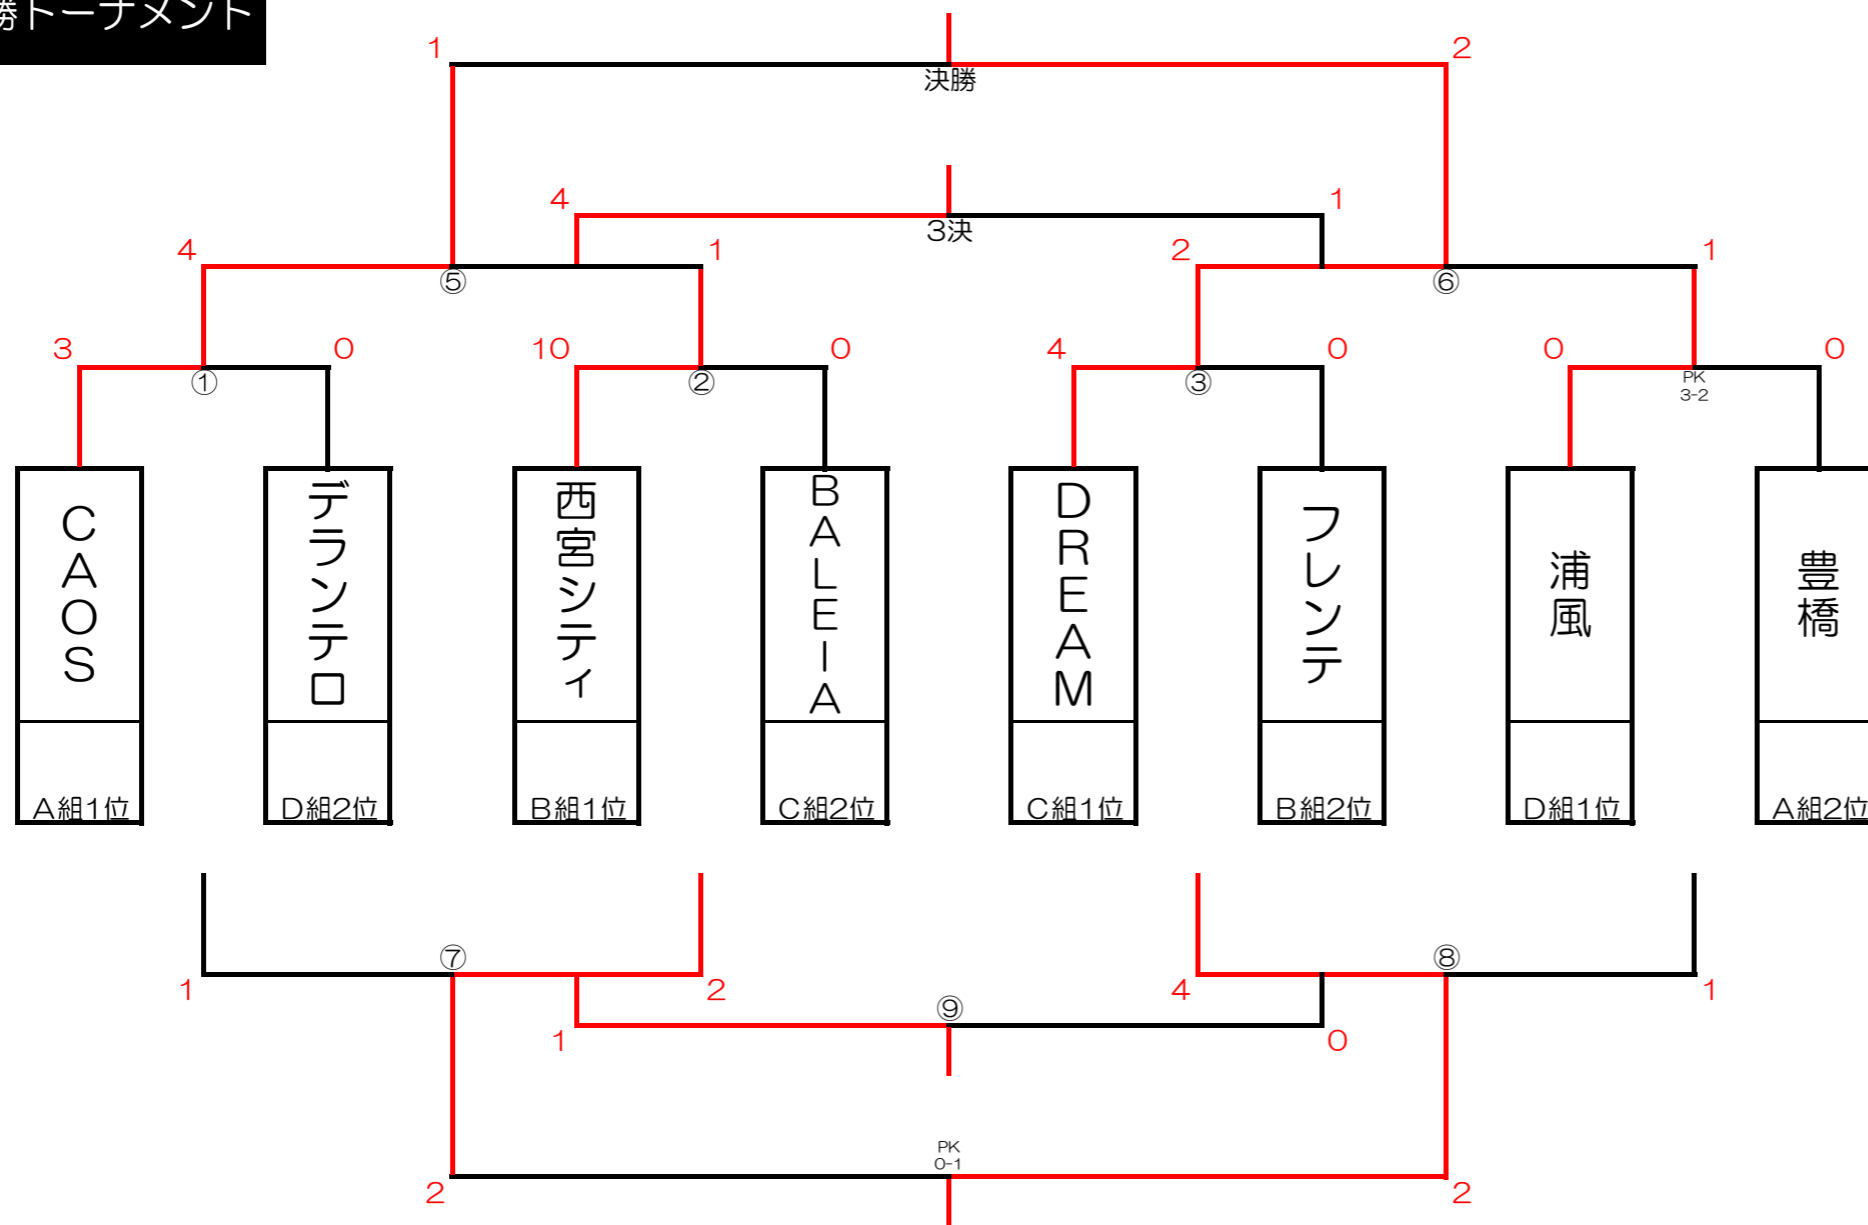 勝トーナメント
1
2
決勝
4
1
3決
4
1
2
1
⑤
⑥
3
0
10
0
4
0
0
0
①
②
③
PK
3-2
CAOS
デランテロ
西宮シティ
BALEIA
DREAM
フレンテ
浦風
豊橋
A組1位
D組2位
B組1位
C組2位
C組1位
B組2位
D組1位
A組2位
⑦
⑧
1
2
4
1
⑨
1
0
PK
0-1
2
2